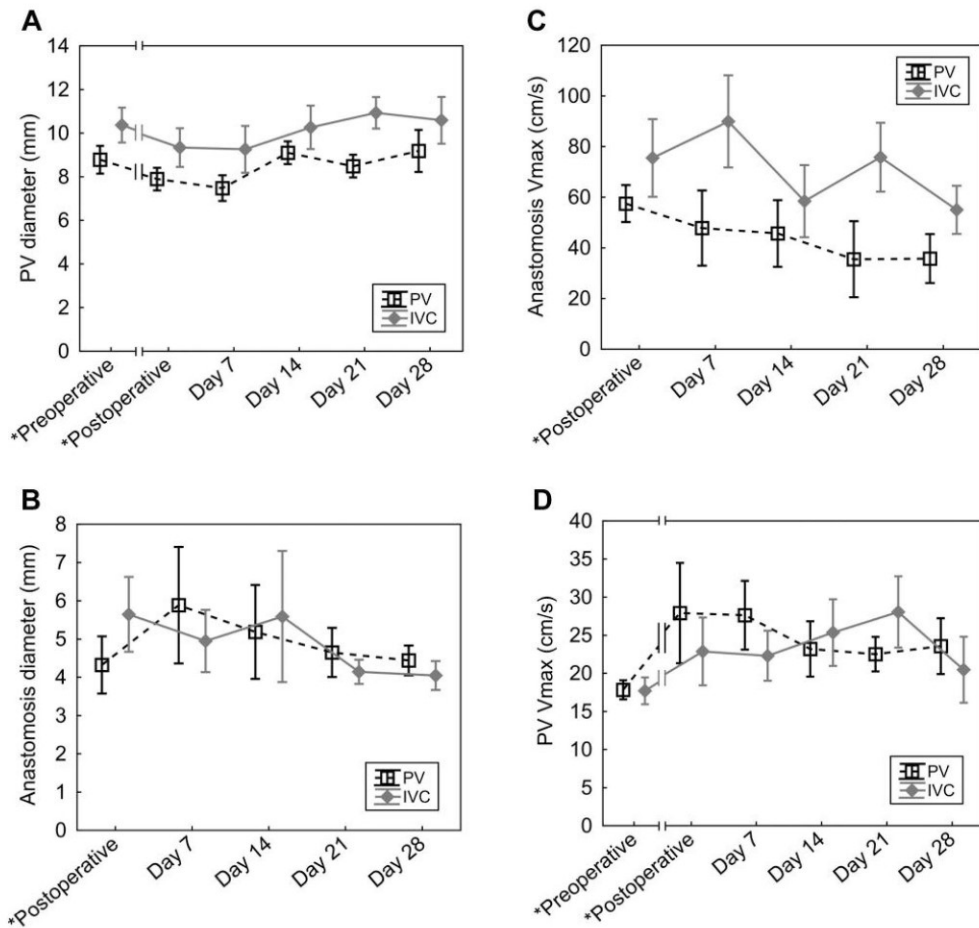 A
PV diameter (mm)
14
12
10
8
6
4
2
0
PV
IVC
*Preoperative
*Postoperative
Day 7
Day 14
Day 21
Day 28
C
Anastomosis Vmax (cm/s)
120
100
80
60
40
20
0
PV
IVC
*Postoperative
Day 7
Day 14
Day 21
Day 28
B
Anastomosis diameter (mm)
8
7
6
5
4
3
2
1
0
PV
IVC
*Postoperative
Day 7
Day 14
Day 21
Day 28
D
PV Vmax (cm/s)
40
35
30
25
20
15
10
5
0
PV
IVC
*Preoperative
*Postoperative
Day 7
Day 14
Day 21
Day 28